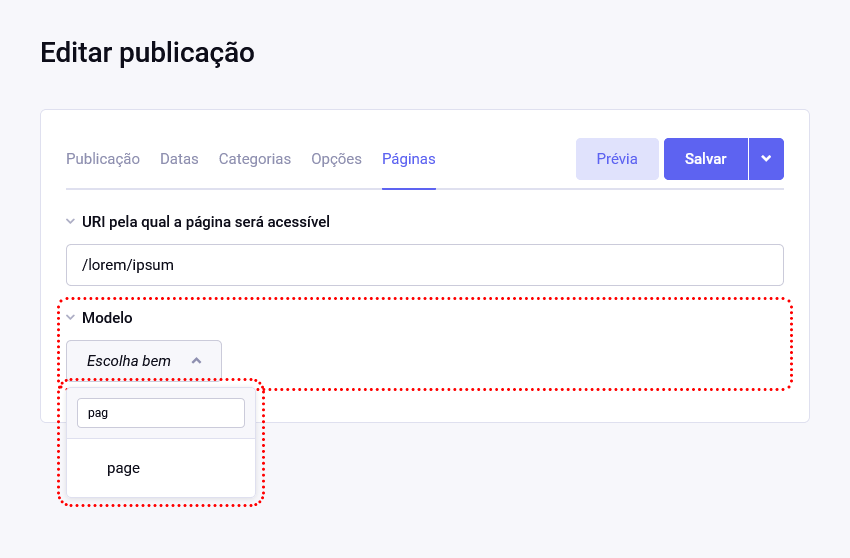 Editar publicação
Publicação Datas Categorias Opções Páginas Prévia Salvar
URI pela qual a página será acessível
/lorem/ipsum
Modelo
Escolha bem
pag
page